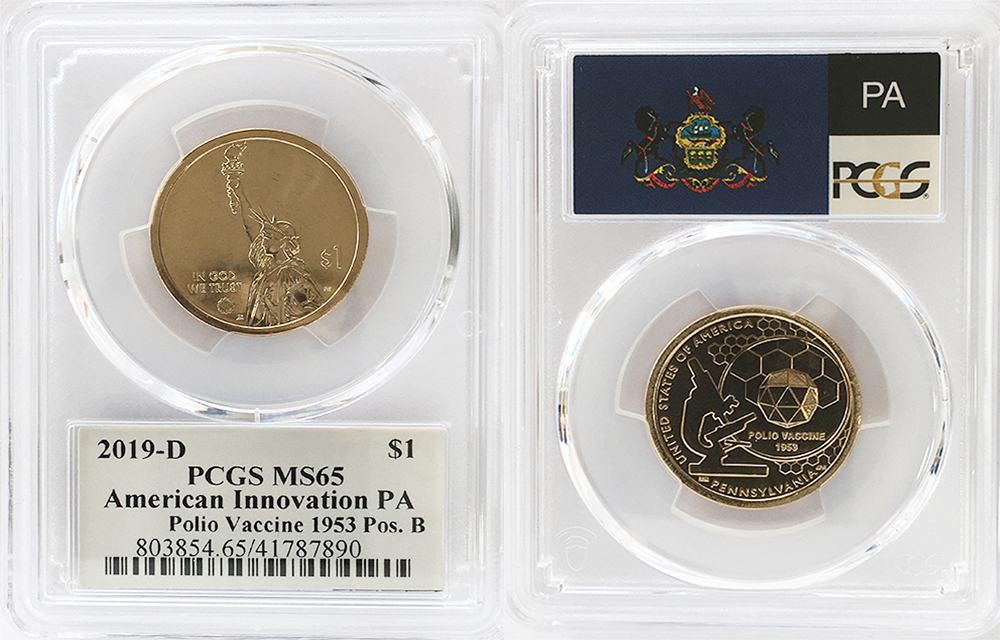 IN GOD
WE TRUST
$1
2019-D $1
PCGS MS65
American Innovation PA
Polio Vaccine 1953 Pos. B
803854.65/41787890
PA
PCGS
UNITED STATES OF AMERICA
POLIO VACCINE
1953
PENNSYLVANIA